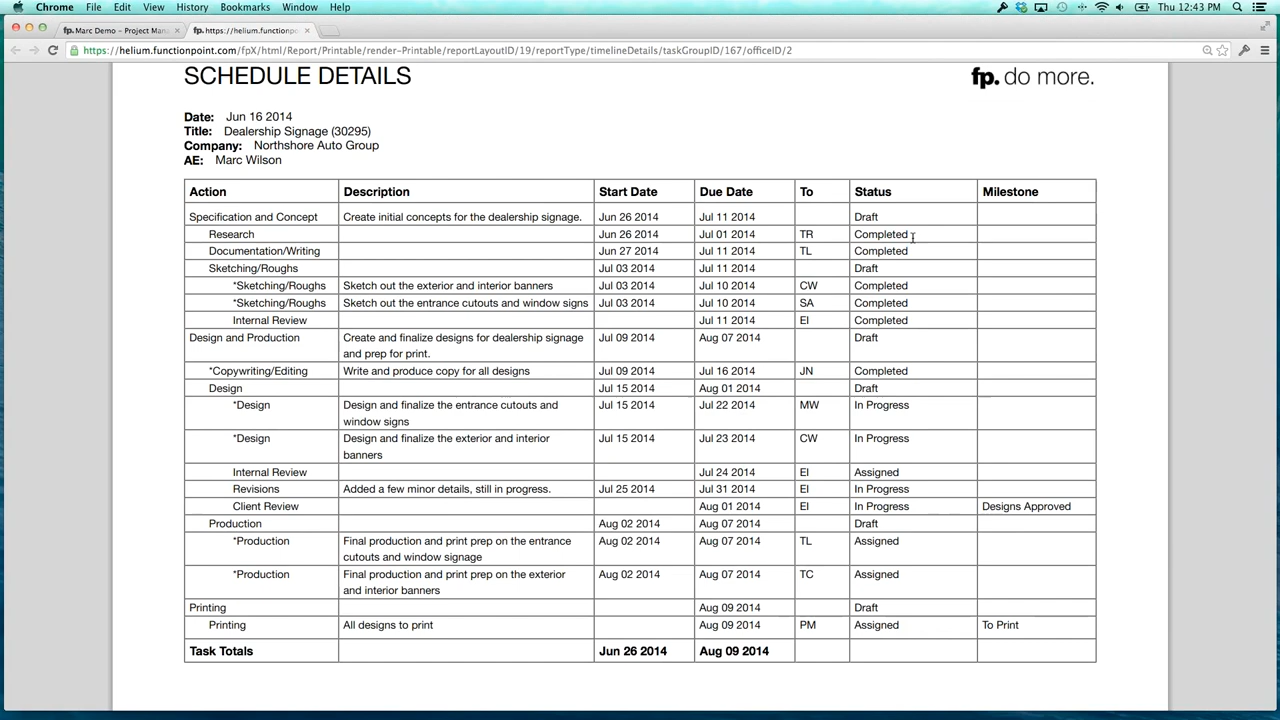 Chrome File Edit View History Bookmarks Window Help Thu 12:43 PM
fp. Marc Demo – Project Man
fp. https://helium.functionpoint
https://helium.functionpoint.com/fpX/html/Report/Printable/render-Printable/reportLayoutID/19/reportType/timelineDetails/taskGroupID/167/officeID/2
SCHEDULE DETAILS
fp. do more.
Date: Jun 16 2014
Title: Dealership Signage (30295)
Company: Northshore Auto Group
AE: Marc Wilson
Action Description Start Date Due Date To Status Milestone
Specification and Concept Create initial concepts for the dealership signage. Jun 26 2014 Jul 11 2014 Draft
Research Jun 26 2014 Jul 01 2014 TR Completed
Documentation/Writing Jun 27 2014 Jul 11 2014 TL Completed
Sketching/Roughs Jul 03 2014 Jul 11 2014 Draft
*Sketching/Roughs Sketch out the exterior and interior banners Jul 03 2014 Jul 10 2014 CW Completed
*Sketching/Roughs Sketch out the entrance cutouts and window signs Jul 03 2014 Jul 10 2014 SA Completed
Internal Review Jul 11 2014 EI Completed
Design and Production Create and finalize designs for dealership signage Jul 09 2014 Aug 07 2014 Draft
and prep for print.
*Copywriting/Editing Write and produce copy for all designs Jul 09 2014 Jul 16 2014 JN Completed
Design Jul 15 2014 Aug 01 2014 Draft
*Design Design and finalize the entrance cutouts and Jul 15 2014 Jul 22 2014 MW In Progress
window signs
*Design Design and finalize the exterior and interior Jul 15 2014 Jul 23 2014 CW In Progress
banners
Internal Review Jul 24 2014 EI Assigned
Revisions Added a few minor details, still in progress. Jul 25 2014 Jul 31 2014 EI In Progress
Client Review Aug 01 2014 EI In Progress Designs Approved
Production Aug 02 2014 Aug 07 2014 Draft
*Production Final production and print prep on the entrance Aug 02 2014 Aug 07 2014 TL Assigned
cutouts and window signage
*Production Final production and print prep on the exterior Aug 02 2014 Aug 07 2014 TC Assigned
and interior banners
Printing Aug 09 2014 Draft
Printing All designs to print Aug 09 2014 PM Assigned To Print
Task Totals Jun 26 2014 Aug 09 2014